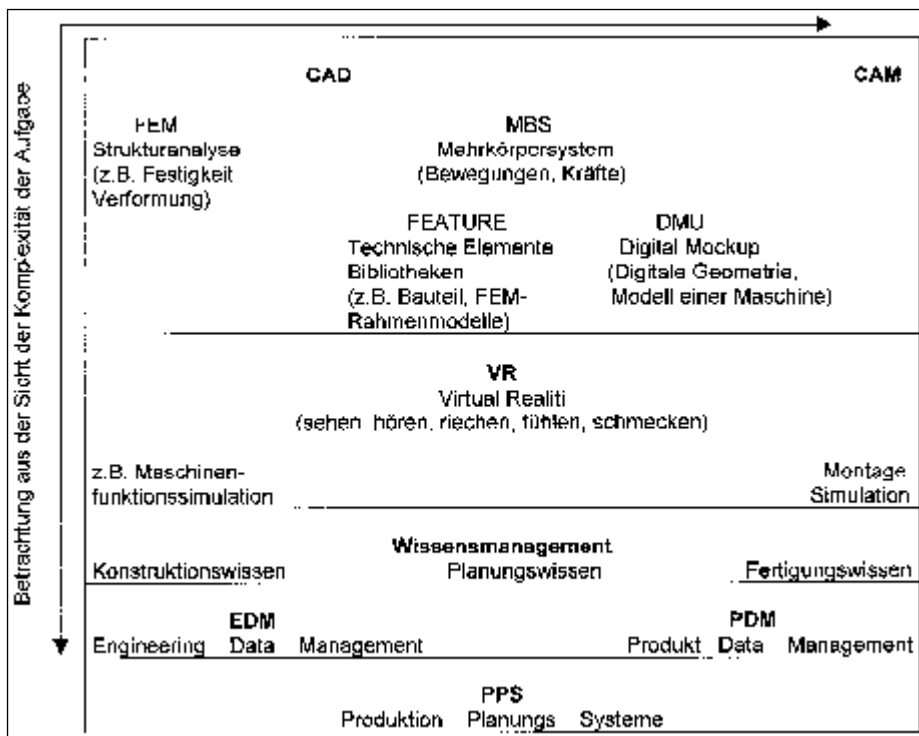 Betrachtung aus der Sicht der Komplexität der Aufgabe
CAD CAM
FEM MBS
Strukturanalyse Mehrkörpersystem
(z.B. Festigkeit (Bewegungen, Kräfte)
Verformung)
FEATURE DMU
Technische Elemente Digital Mockup
Bibliotheken (Digitale Geometrie,
(z.B. Bauteil, FEM- Modell einer Maschine)
Rahmenmodelle)
VR
Virtual Realiti
(sehen, hören, riechen, fühlen, schmecken)
z.B. Maschinen- Montage
funktionssimulation Simulation
Wissensmanagement
Konstruktionswissen Planungswissen Fertigungswissen
EDM PDM
Engineering Data Management Produkt Data Management
PPS
Produktion Planungs Systeme